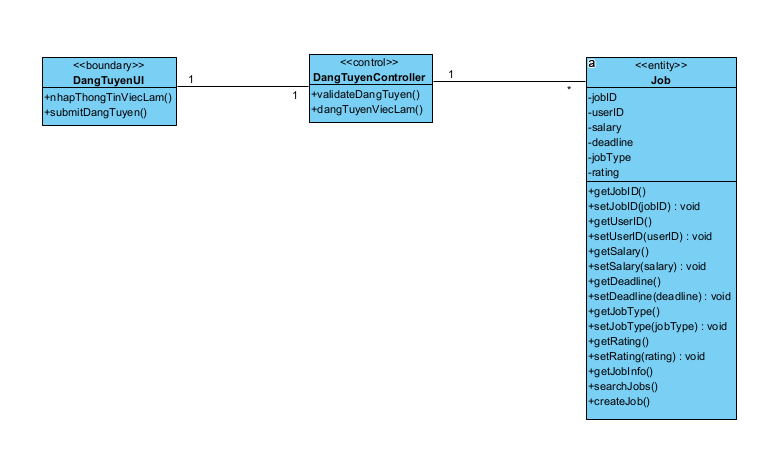 <<boundary>>
DangTuyenUI
+nhapThongTinViecLam()
+submitDangTuyen()
1
1
<<control>>
DangTuyenController
+validateDangTuyen()
+dangTuyenViecLam()
1
*
a
<<entity>>
Job
-jobID
-userID
-salary
-deadline
-jobType
-rating
+getJobID()
+setJobID(jobID) : void
+getUserID()
+setUserID(userID) : void
+getSalary()
+setSalary(salary) : void
+getDeadline()
+setDeadline(deadline) : void
+getJobType()
+setJobType(jobType) : void
+getRating()
+setRating(rating) : void
+getJobInfo()
+searchJobs()
+createJob()